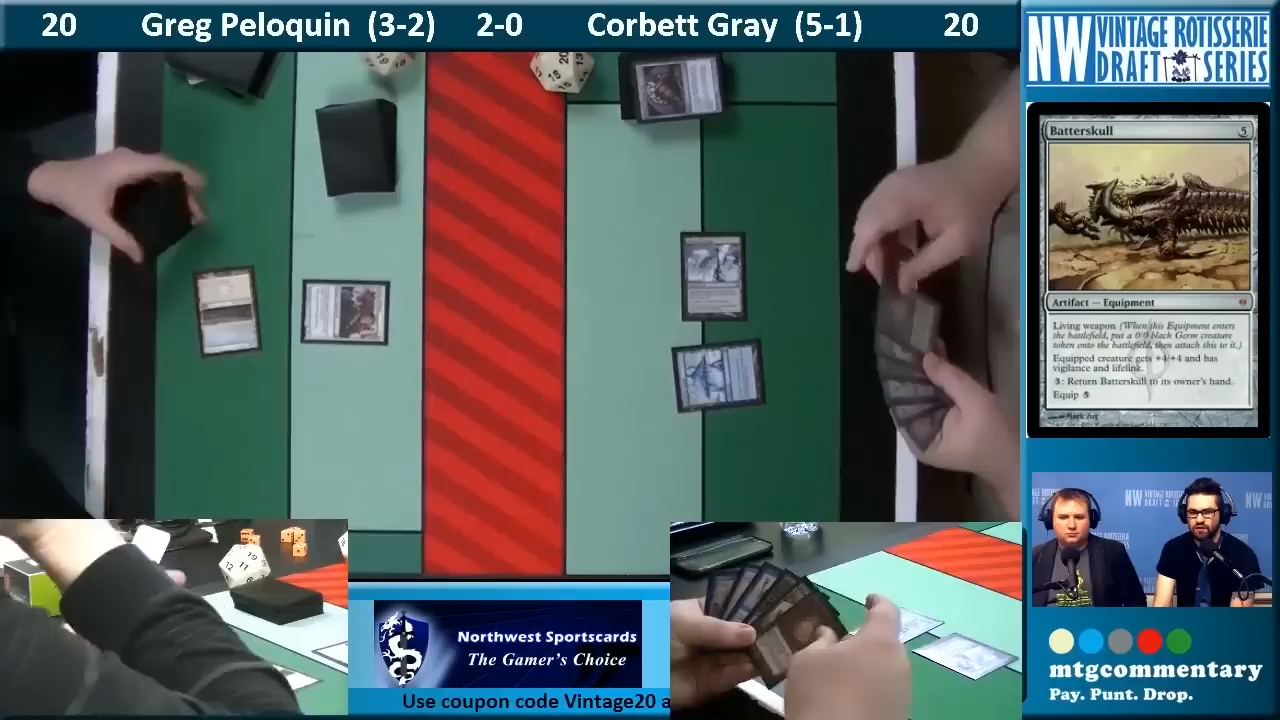 20 Greg Peloquin (3-2) 2-0 Corbett Gray (5-1) 20
NW VINTAGE ROTISSERIE
DRAFT SERIES
Batterskull 5
Artifact — Equipment
Living weapon (When this Equipment enters
the battlefield, put a 0/0 black Germ creature
token onto the battlefield, then attach this to it.)
Equipped creature gets +4/+4 and has
vigilance and lifelink.
3: Return Batterskull to its owner's hand.
Equip 5
Northwest Sportscards
The Gamer's Choice
Use coupon code Vintage20 a
mtgcommentary
Pay. Punt. Drop.